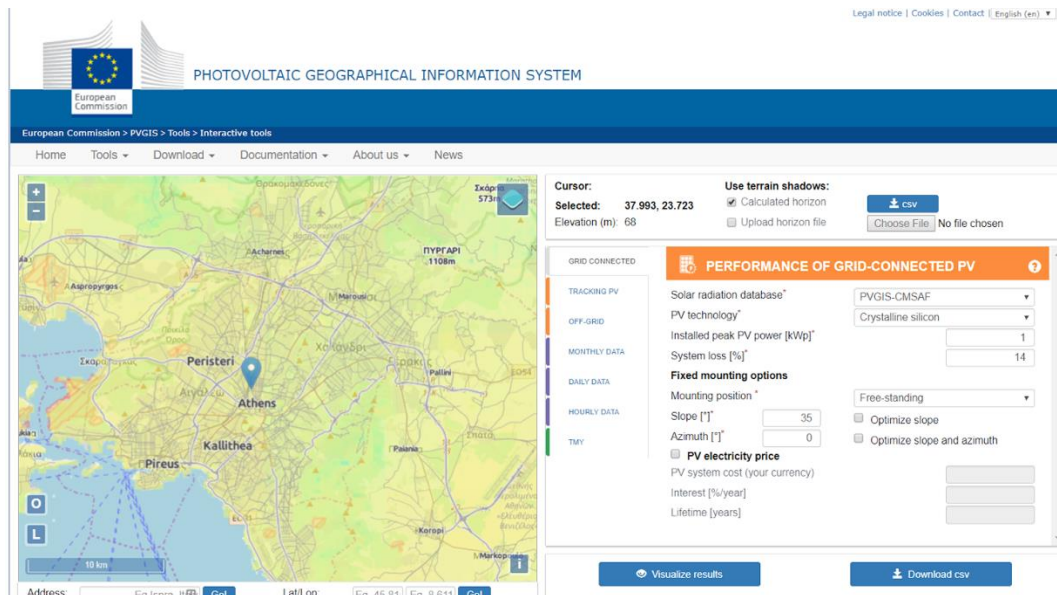 Legal notice | Cookies | Contact | English (en)
PHOTOVOLTAIC GEOGRAPHICAL INFORMATION SYSTEM
European
Commission
European Commission > PVGIS > Tools > Interactive tools
Home Tools Download Documentation About us News
+
-
573m
Acharnes
ΠΥΡΓΑΡΙ
1108m
Aspropyrgos
Marousi
Peristeri
Pallini
Athens
Kallithea
Paiania
Pireus
Koropi
O
L
10 km
i
Address: Go! Lat/Lon: Eg. 45.81 Eg. 8.611 Go!
Cursor:
Selected: 37.993, 23.723
Elevation (m): 68
Use terrain shadows:
Calculated horizon
Upload horizon file
csv
Choose File No file chosen
GRID CONNECTED
TRACKING PV
OFF-GRID
MONTHLY DATA
DAILY DATA
HOURLY DATA
TMY
PERFORMANCE OF GRID-CONNECTED PV ?
Solar radiation database* PVGIS-CMSAF
PV technology* Crystalline silicon
Installed peak PV power [kWp]* 1
System loss [%]* 14
Fixed mounting options
Mounting position * Free-standing
Slope [°]* 35 Optimize slope
Azimuth [°]* 0 Optimize slope and azimuth
PV electricity price
PV system cost (your currency)
Interest [%/year]
Lifetime [years]
Visualize results Download csv